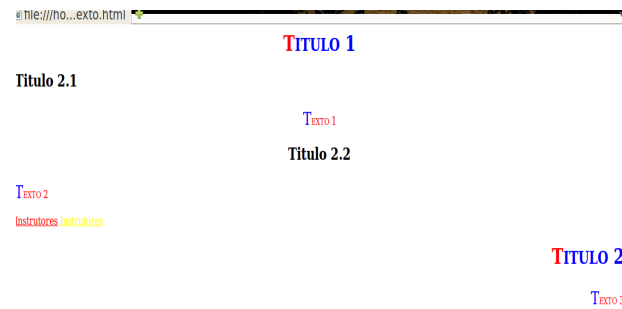 file:///ho...exto.html
TITULO 1
Titulo 2.1
TEXTO 1
Titulo 2.2
TEXTO 2
Instrutores Instrutores
TITULO 2
TEXTO 3